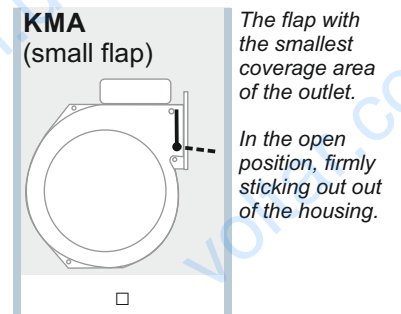 KMA
(small flap)
The flap with
the smallest
coverage area
of the outlet.
In the open
position, firmly
sticking out out
of the housing.